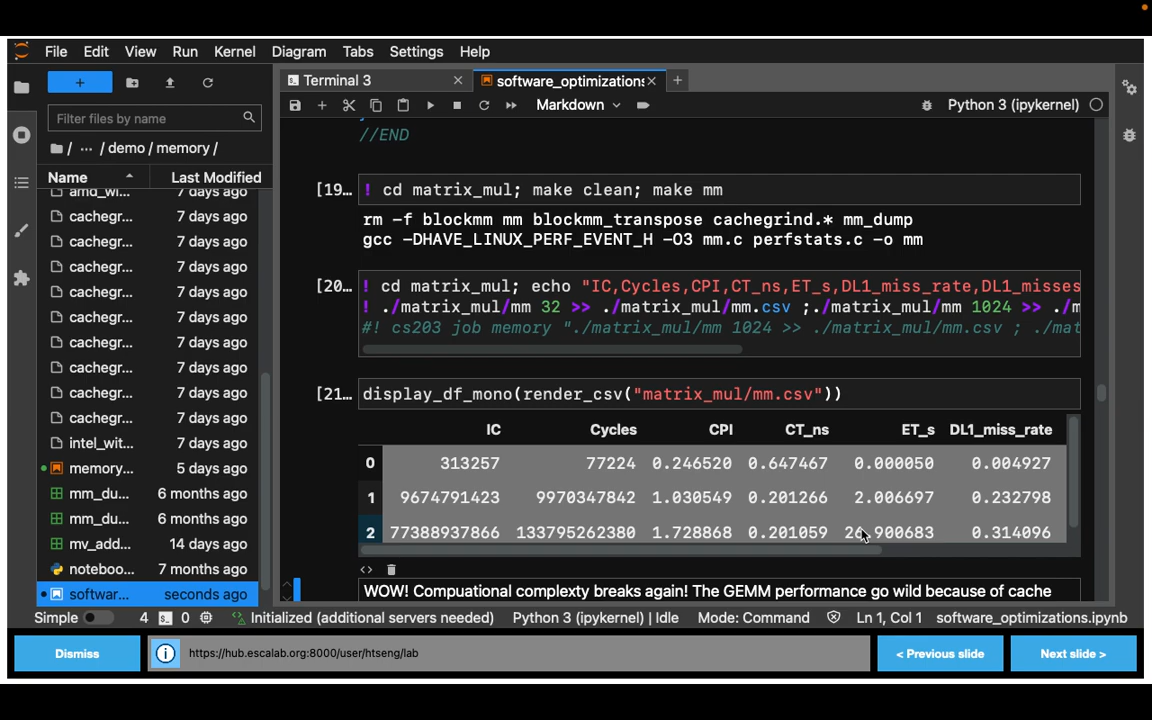 File Edit View Run Kernel Diagram Tabs Settings Help
Terminal 3
software_optimizations
Filter files by name
Markdown
Python 3 (ipykernel)
/ ... / demo / memory /
Name Last Modified
amd_wi... 7 days ago
cachegr... 7 days ago
cachegr... 7 days ago
cachegr... 7 days ago
cachegr... 7 days ago
cachegr... 7 days ago
cachegr... 7 days ago
cachegr... 7 days ago
cachegr... 7 days ago
cachegr... 7 days ago
intel_wit... 7 days ago
memory... 5 days ago
mm_du... 6 months ago
mm_du... 6 months ago
mv_add... 14 days ago
noteboo... 7 months ago
softwar... seconds ago
//END
[19... ! cd matrix_mul; make clean; make mm
rm -f blockmm mm blockmm_transpose cachegrind.* mm_dump
gcc -DHAVE_LINUX_PERF_EVENT_H -O3 mm.c perfstats.c -o mm
[20... ! cd matrix_mul; echo "IC,Cycles,CPI,CT_ns,ET_s,DL1_miss_rate,DL1_misses
! ./matrix_mul/mm 32 >> ./matrix_mul/mm.csv ;./matrix_mul/mm 1024 >> ./m
#! cs203 job memory "./matrix_mul/mm 1024 >> ./matrix_mul/mm.csv ; ./mat
[21... display_df_mono(render_csv("matrix_mul/mm.csv"))
IC Cycles CPI CT_ns ET_s DL1_miss_rate
0 313257 77224 0.246520 0.647467 0.000050 0.004927
1 9674791423 9970347842 1.030549 0.201266 2.006697 0.232798
2 77388937866 133795262380 1.728868 0.201059 26.900683 0.314096
WOW! Compuational complexty breaks again! The GEMM performance go wild because of cache
Simple 4 0 Initialized (additional servers needed) Python 3 (ipykernel) | Idle Mode: Command Ln 1, Col 1 software_optimizations.ipynb
Dismiss
https://hub.escalab.org:8000/user/htseng/lab
< Previous slide
Next slide >